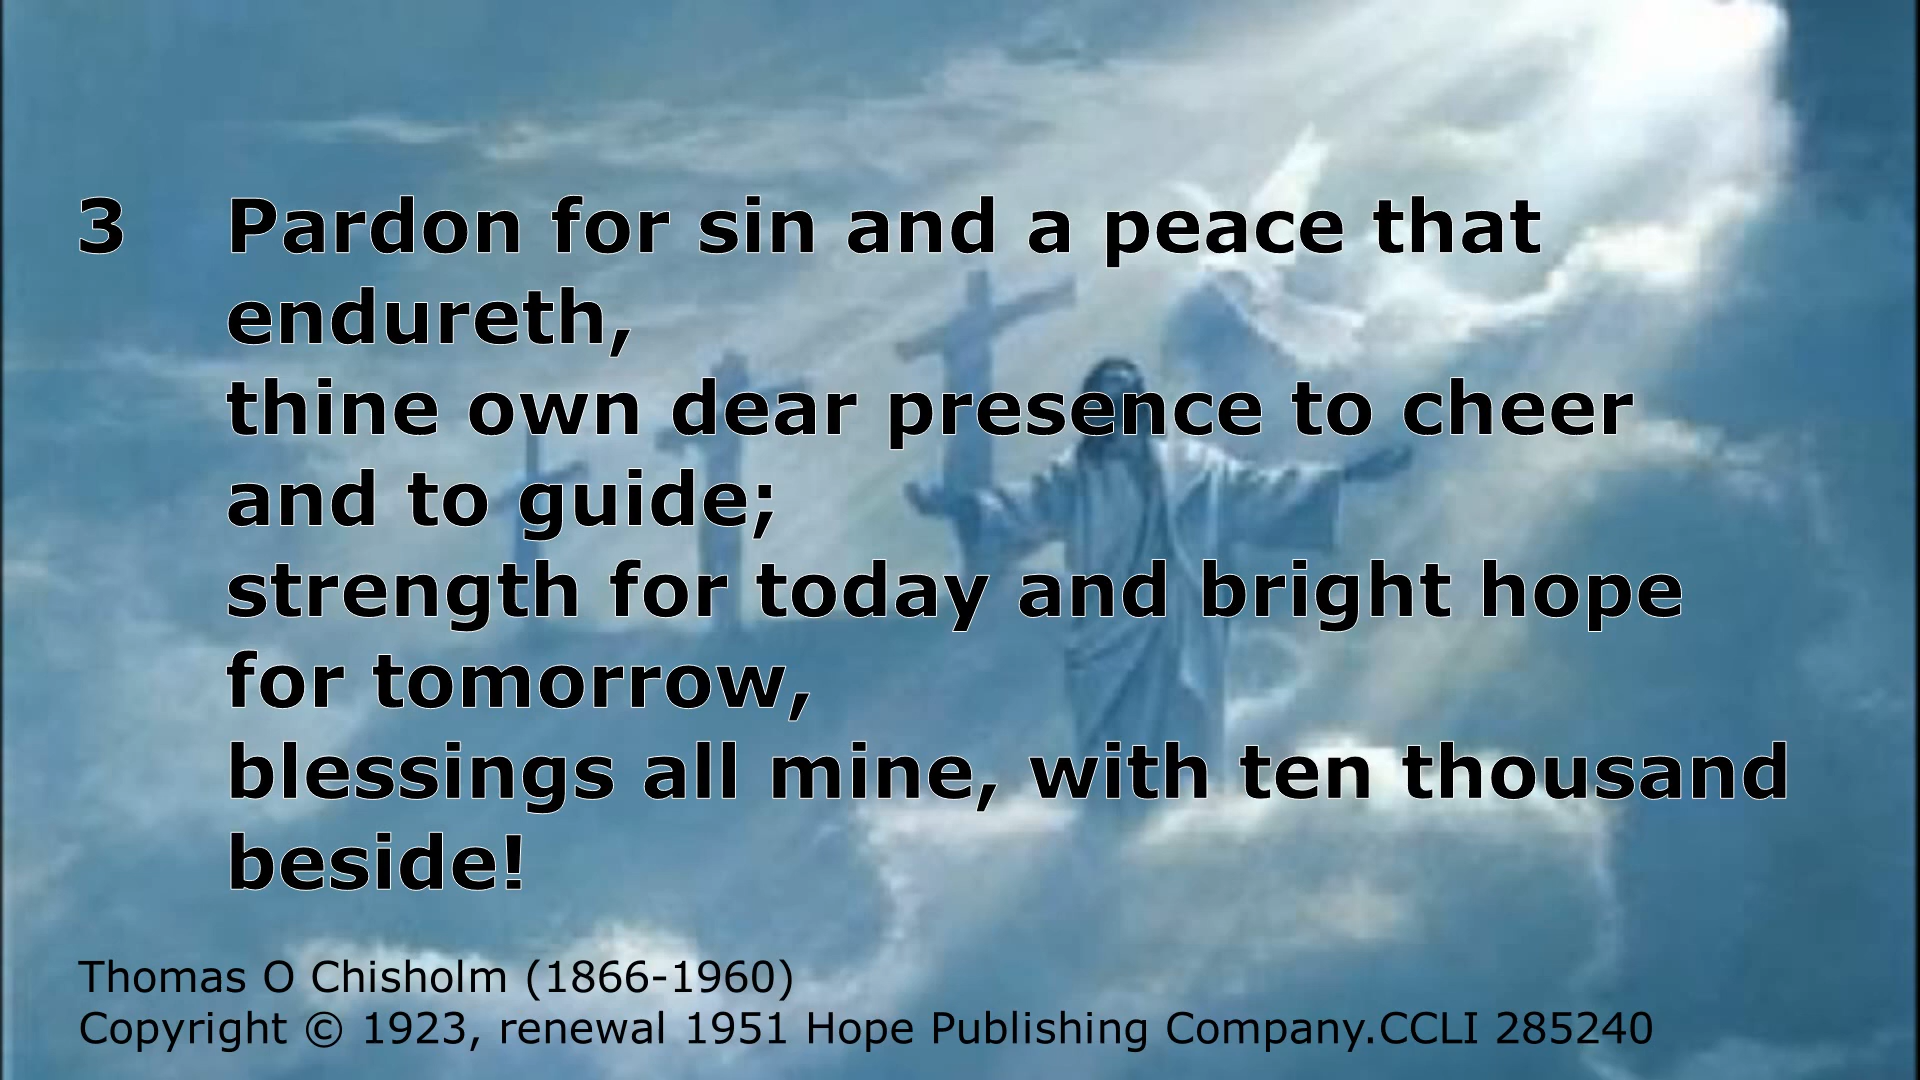 3 Pardon for sin and a peace that
endureth,
thine own dear presence to cheer
and to guide;
strength for today and bright hope
for tomorrow,
blessings all mine, with ten thousand
beside!
Thomas O Chisholm (1866-1960)
Copyright © 1923, renewal 1951 Hope Publishing Company.CCLI 285240